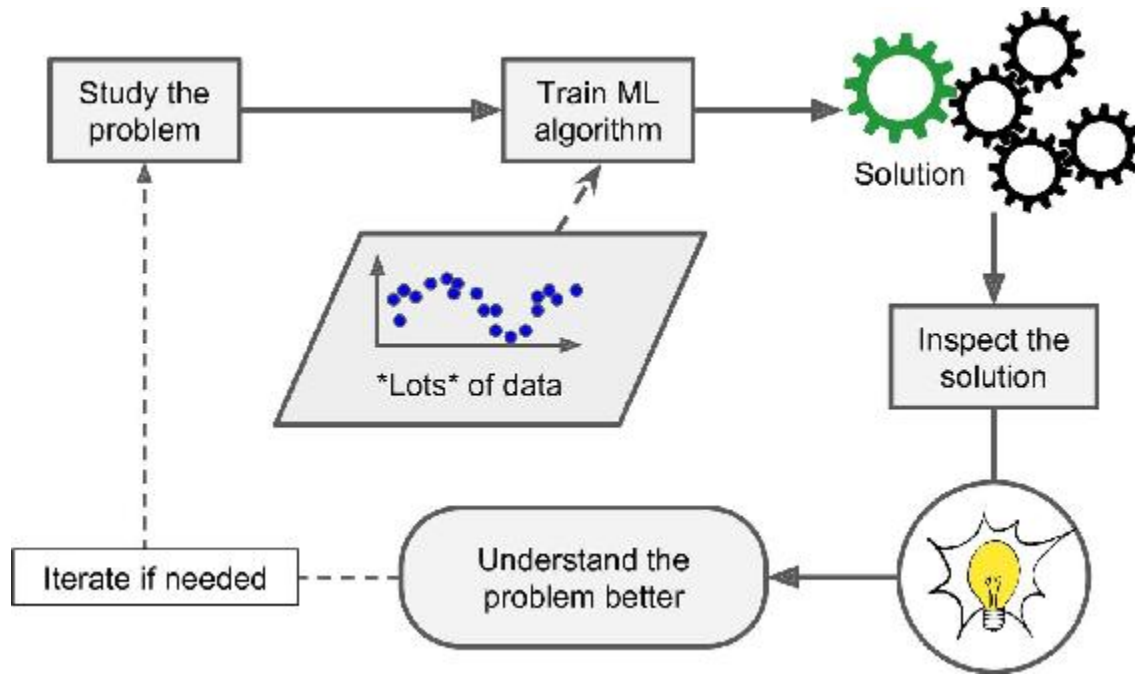 Study the
problem
Train ML
algorithm
Solution
*Lots* of data
Inspect the
solution
Understand the
problem better
Iterate if needed